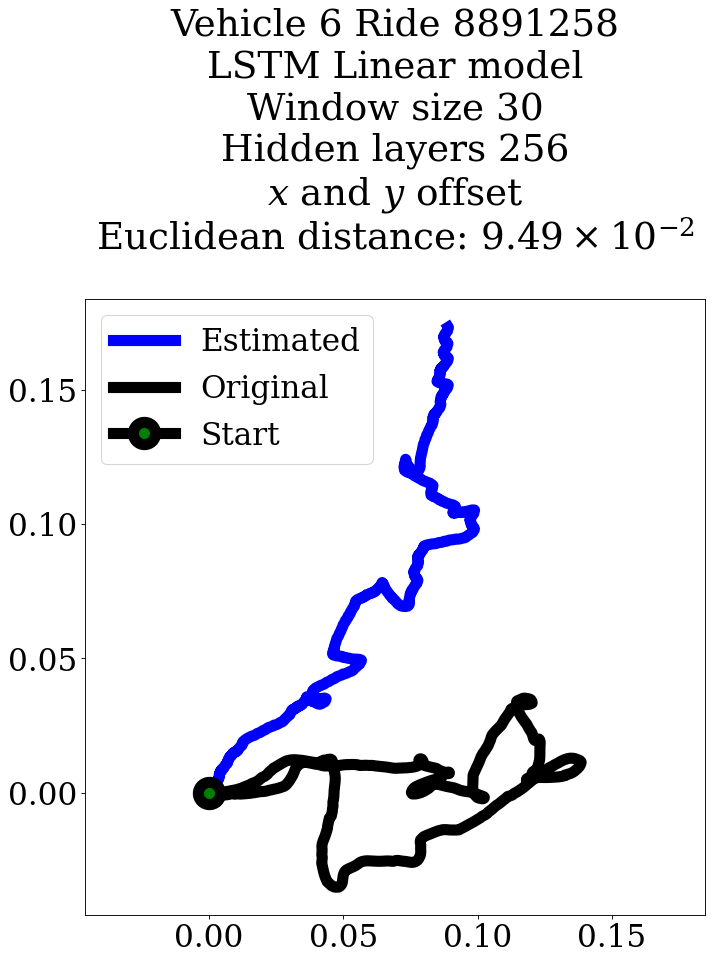 Vehicle 6 Ride 8891258
LSTM Linear model
Window size 30
Hidden layers 256
x and y offset
Euclidean distance: 9.49 × 10⁻²
Estimated
Original
Start
0.15
0.10
0.05
0.00
0.00 0.05 0.10 0.15